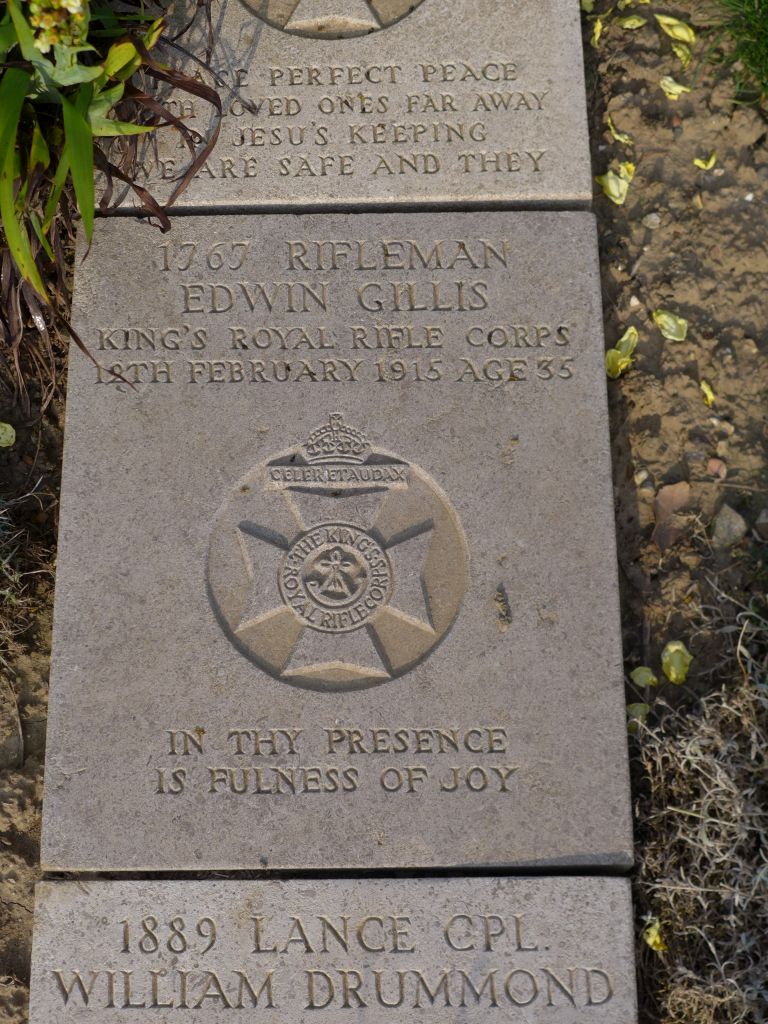 PERFECT PEACE
LOVED ONES FAR AWAY
JESU'S KEEPING
WE ARE SAFE AND THEY
1767 RIFLEMAN
EDWIN GILLIS
KING'S ROYAL RIFLE CORPS
FEBRUARY 1915 AGE 35
CELER ET AUDAX
THE KING'S
ROYAL RIFLE CORPS
IN THY PRESENCE
IS FULNESS OF JOY
1889 LANCE CPL.
WILLIAM DRUMMOND